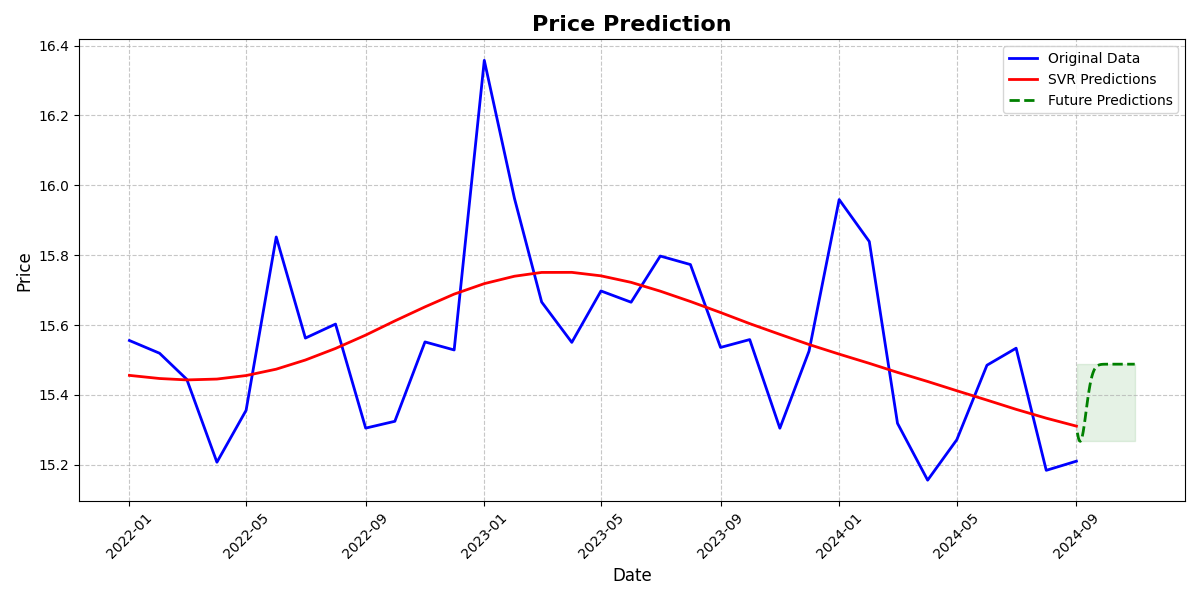 Price Prediction
Original Data
SVR Predictions
Future Predictions
Price
16.4
16.2
16.0
15.8
15.6
15.4
15.2
2022-01
2022-05
2022-09
2023-01
2023-05
2023-09
2024-01
2024-05
2024-09
Date